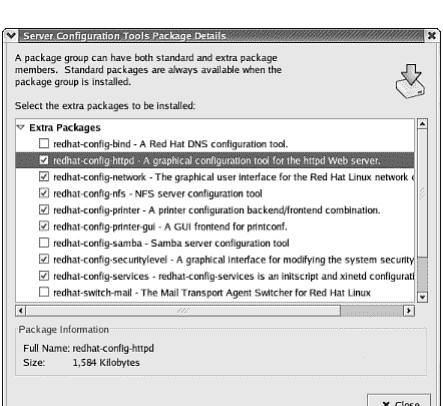 Server Configuration Tools Package Details
A package group can have both standard and extra package
members. Standard packages are always available when the
package group is installed.
Select the extra packages to be installed:
Extra Packages
redhat-config-bind - A Red Hat DNS configuration tool.
redhat-config-httpd - A graphical configuration tool for the httpd Web server.
redhat-config-network - The graphical user interface for the Red Hat Linux network
redhat-config-nfs - NFS server configuration tool
redhat-config-printer - A printer configuration backend/frontend combination.
redhat-config-printer-gui - A GUI frontend for printconf.
redhat-config-samba - Samba server configuration tool
redhat-config-securitylevel - A graphical interface for modifying the system security
redhat-config-services - redhat-config-services is an initscript and xinetd configurati
redhat-switch-mail - The Mail Transport Agent Switcher for Red Hat Linux
Package Information
Full Name: redhat-config-httpd
Size: 1,584 Kilobytes
Close